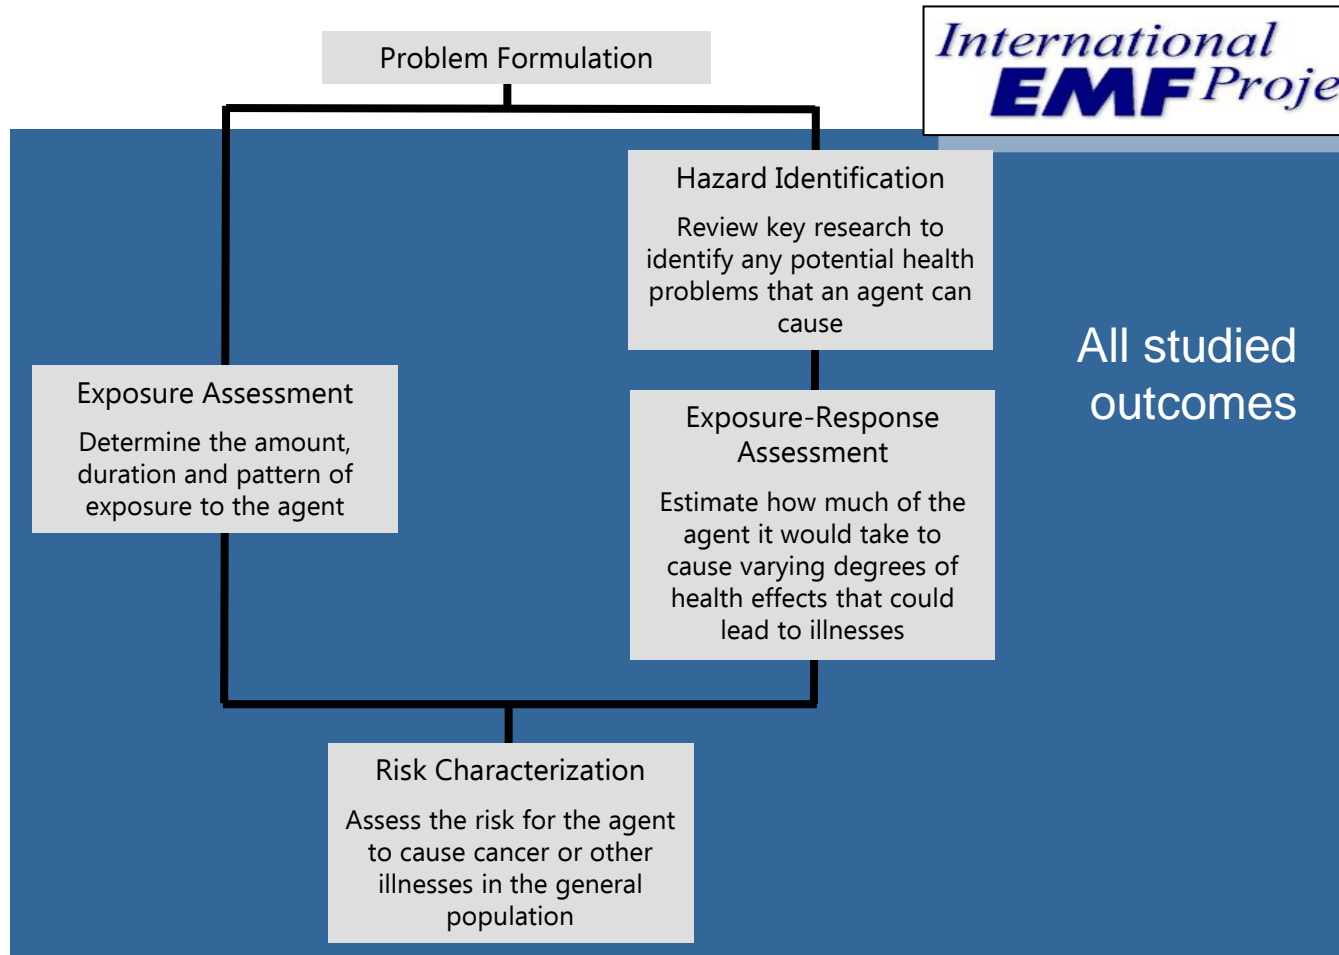 Problem Formulation
International
EMF Proje
Hazard Identification
Review key research to
identify any potential health
problems that an agent can
cause
All studied
outcomes
Exposure Assessment
Determine the amount,
duration and pattern of
exposure to the agent
Exposure-Response
Assessment
Estimate how much of the
agent it would take to
cause varying degrees of
health effects that could
lead to illnesses
Risk Characterization
Assess the risk for the agent
to cause cancer or other
illnesses in the general
population